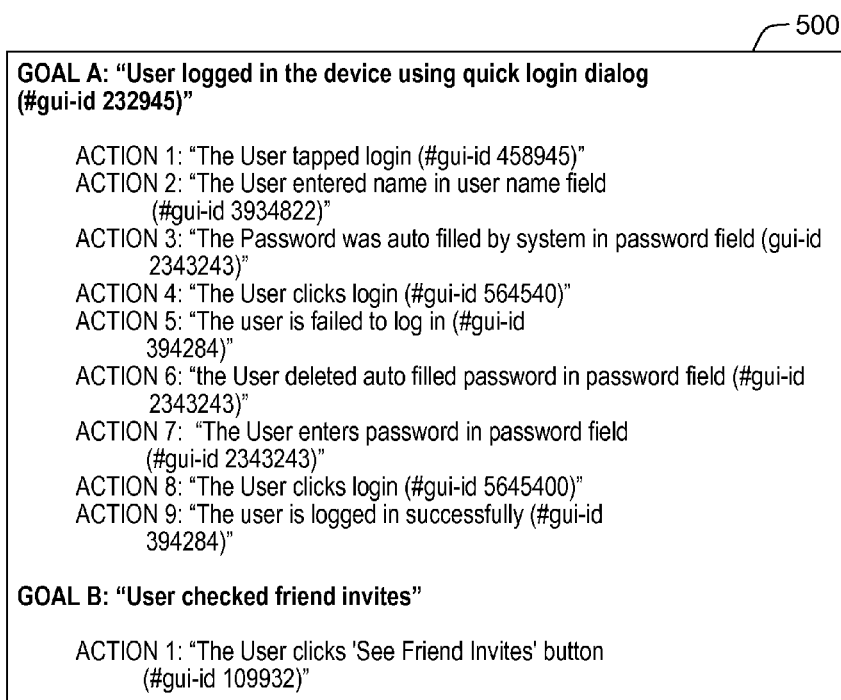 500
GOAL A: “User logged in the device using quick login dialog
(#gui-id 232945)”
ACTION 1: “The User tapped login (#gui-id 458945)”
ACTION 2: “The User entered name in user name field
(#gui-id 3934822)”
ACTION 3: “The Password was auto filled by system in password field (gui-id
2343243)”
ACTION 4: “The User clicks login (#gui-id 564540)”
ACTION 5: “The user is failed to log in (#gui-id
394284)”
ACTION 6: “the User deleted auto filled password in password field (#gui-id
2343243)”
ACTION 7: “The User enters password in password field
(#gui-id 2343243)”
ACTION 8: “The User clicks login (#gui-id 5645400)”
ACTION 9: “The user is logged in successfully (#gui-id
394284)”
GOAL B: “User checked friend invites”
ACTION 1: “The User clicks 'See Friend Invites' button
(#gui-id 109932)”